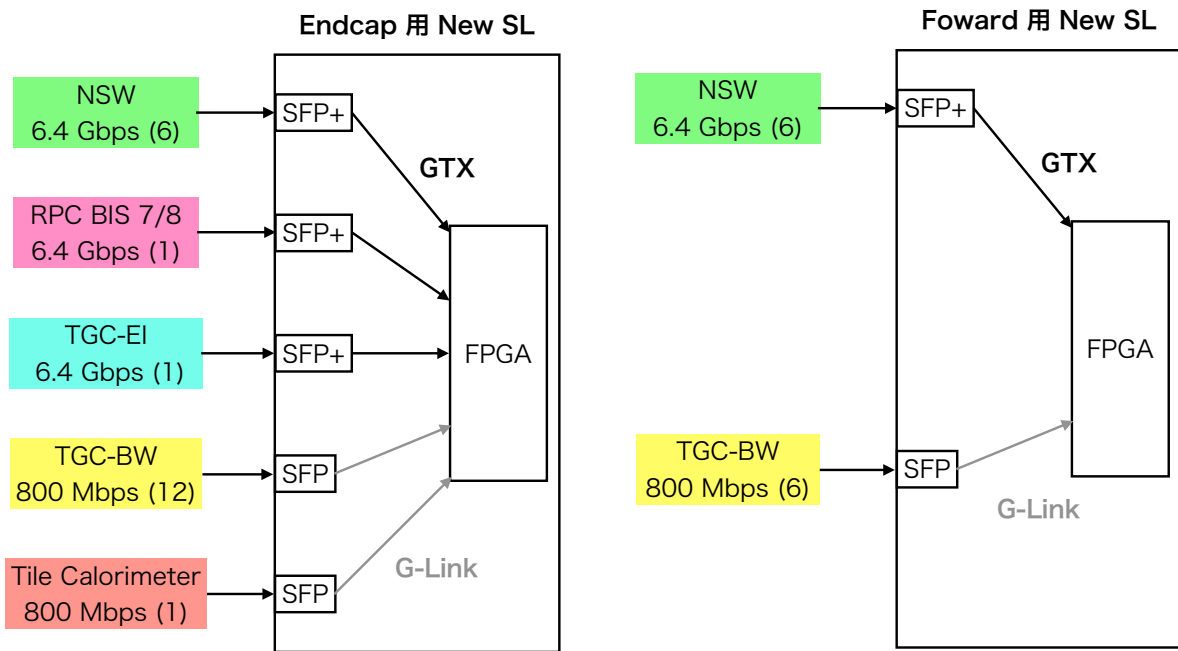 Endcap 用 New SL
NSW
6.4 Gbps (6)
SFP+
GTX
RPC BIS 7/8
6.4 Gbps (1)
SFP+
TGC-EI
6.4 Gbps (1)
SFP+
FPGA
TGC-BW
800 Mbps (12)
SFP
G-Link
Tile Calorimeter
800 Mbps (1)
SFP
Foward 用 New SL
NSW
6.4 Gbps (6)
SFP+
GTX
FPGA
TGC-BW
800 Mbps (6)
SFP
G-Link